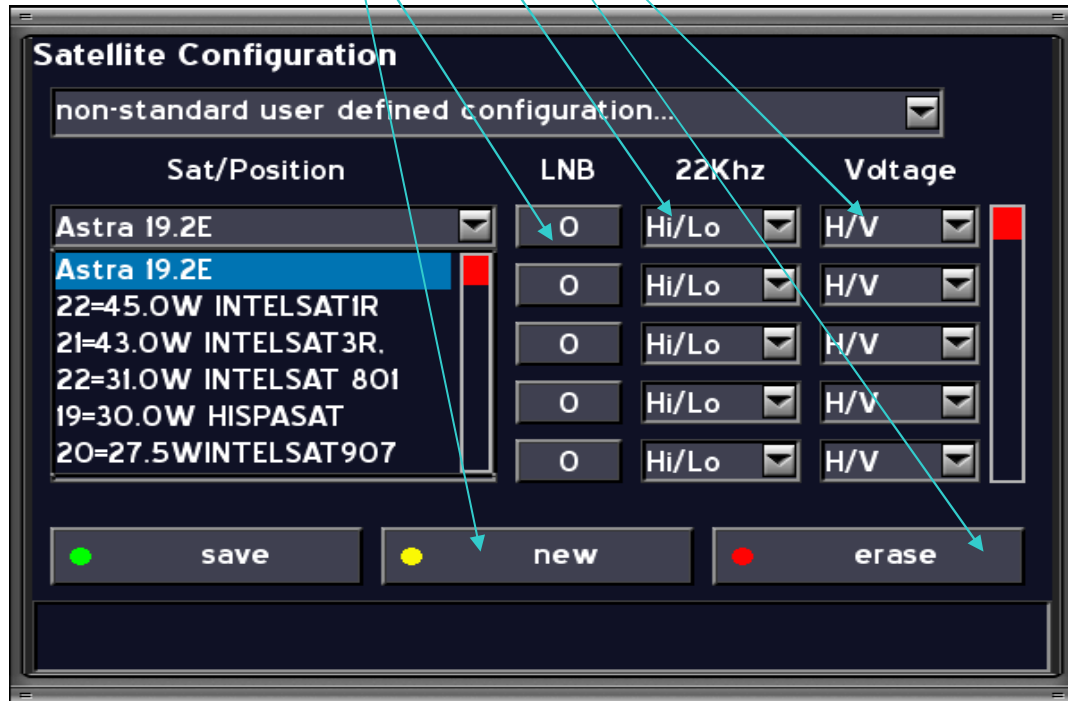 Satellite Configuration
non-standard user defined configuration...
Sat/Position LNB 22Khz Voltage
Astra 19.2E 0 Hi/Lo H/V
Astra 19.2E
0 Hi/Lo H/V
22=45.0W INTELSAT1R
21=43.0W INTELSAT3R.
0 Hi/Lo H/V
22=31.0W INTELSAT 801
19=30.0W HISPASAT
0 Hi/Lo H/V
20=27.5WINTELSAT907
0 Hi/Lo H/V
save new erase